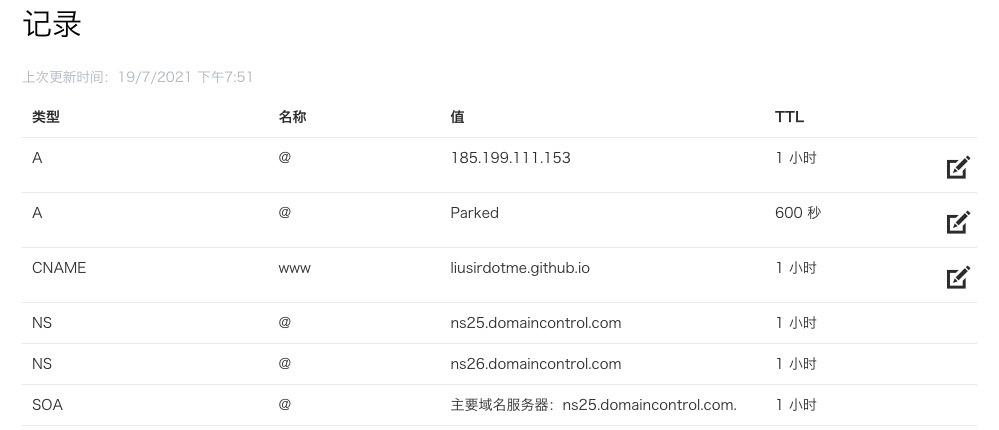 记录
上次更新时间：19/7/2021 下午7:51
类型 名称 值 TTL
A @ 185.199.111.153 1 小时
A @ Parked 600 秒
CNAME www liusirdotme.github.io 1 小时
NS @ ns25.domaincontrol.com 1 小时
NS @ ns26.domaincontrol.com 1 小时
SOA @ 主要域名服务器：ns25.domaincontrol.com. 1 小时